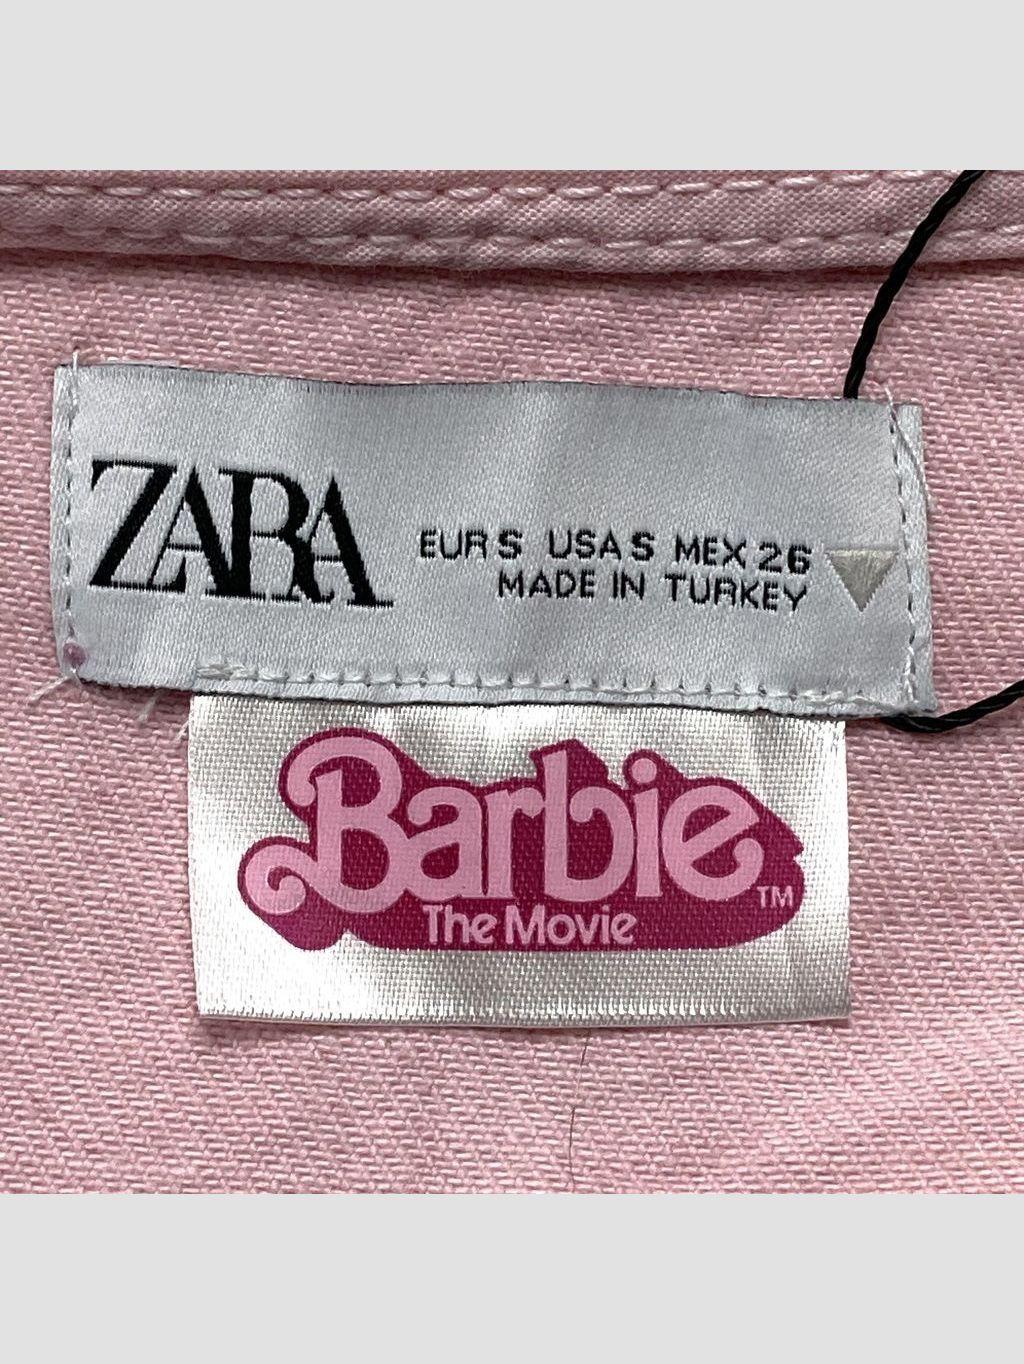 ZARA
EUR S USA S MEX 26
MADE IN TURKEY
Barbie TM
The Movie